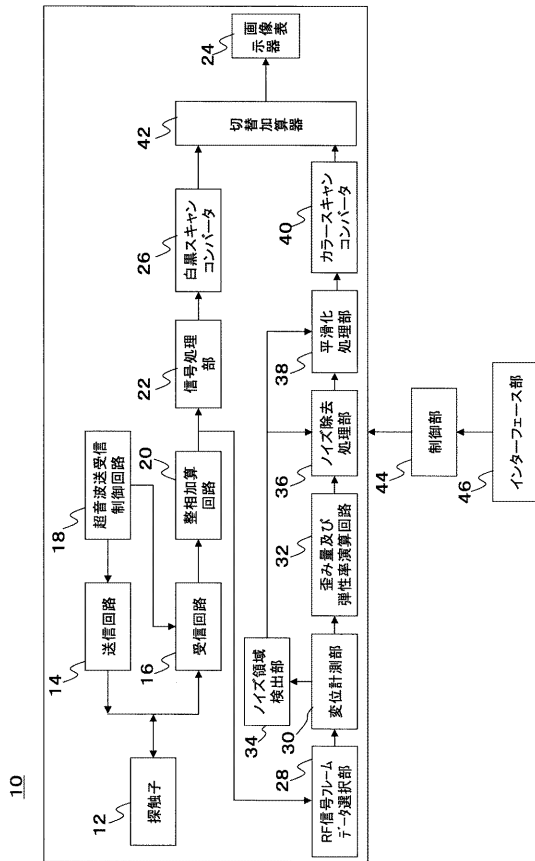 10
12
探触子
14
送信回路
16
受信回路
18
超音波送受信
制御回路
20
整相加算
回路
22
信号処理
部
26
白黒スキャン
コンバータ
42
切替加算器
24
画像表
示器
28
RF信号フレーム
データ選択部
30
変位計測部
34
ノイズ領域
検出部
32
歪み量及び
弾性率演算回路
36
ノイズ除去
処理部
38
平滑化
処理部
40
カラースキャン
コンバータ
44
制御部
46
インターフェース部